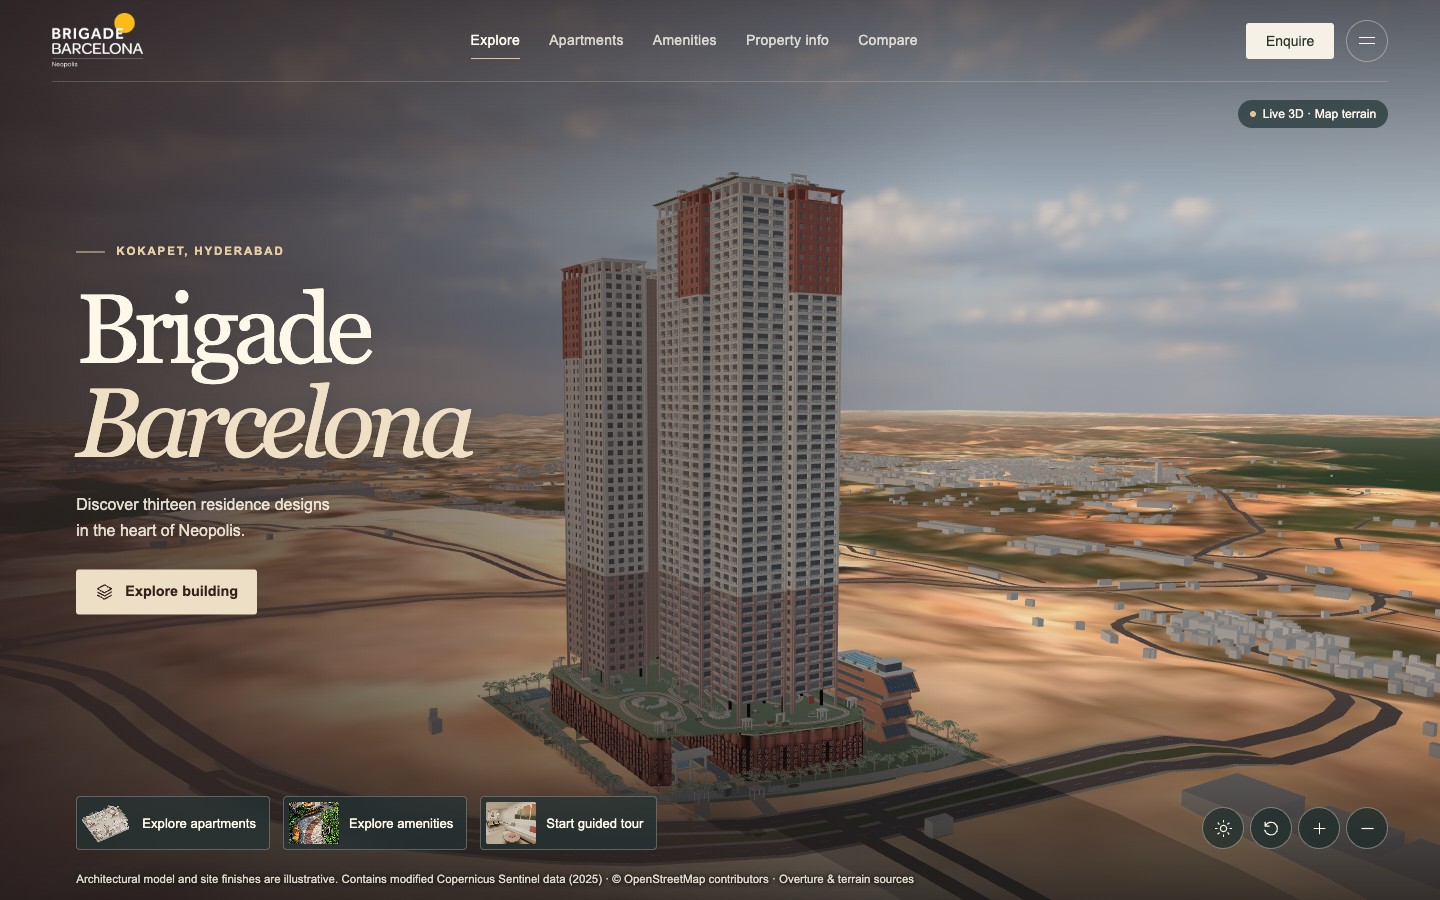 BRIGADE
BARCELONA
Neopolis
Explore
Apartments
Amenities
Property info
Compare
Enquire
Live 3D · Map terrain
KOKAPET, HYDERABAD
Brigade
Barcelona
Discover thirteen residence designs
in the heart of Neopolis.
Explore building
Explore apartments
Explore amenities
Start guided tour
Architectural model and site finishes are illustrative. Contains modified Copernicus Sentinel data (2025) · © OpenStreetMap contributors · Overture & terrain sources